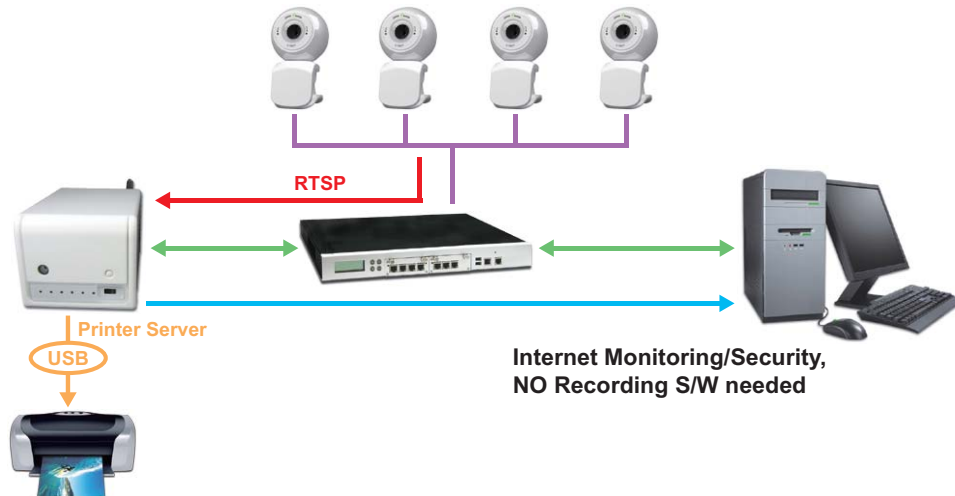 RTSP
Printer Server
USB
Internet Monitoring/Security,
NO Recording S/W needed